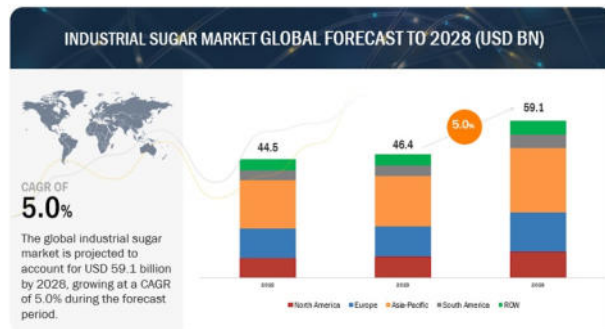 INDUSTRIAL SUGAR MARKET GLOBAL FORECAST TO 2028 (USD BN)
59.1
5.0%
44.5
46.4
CAGR OF
5.0%
The global industrial sugar
market is projected to
account for USD 59.1 billion
by 2028, growing at a CAGR
of 5.0% during the forecast
period.
2028
North America Europe Asia-Pacific South America ROW